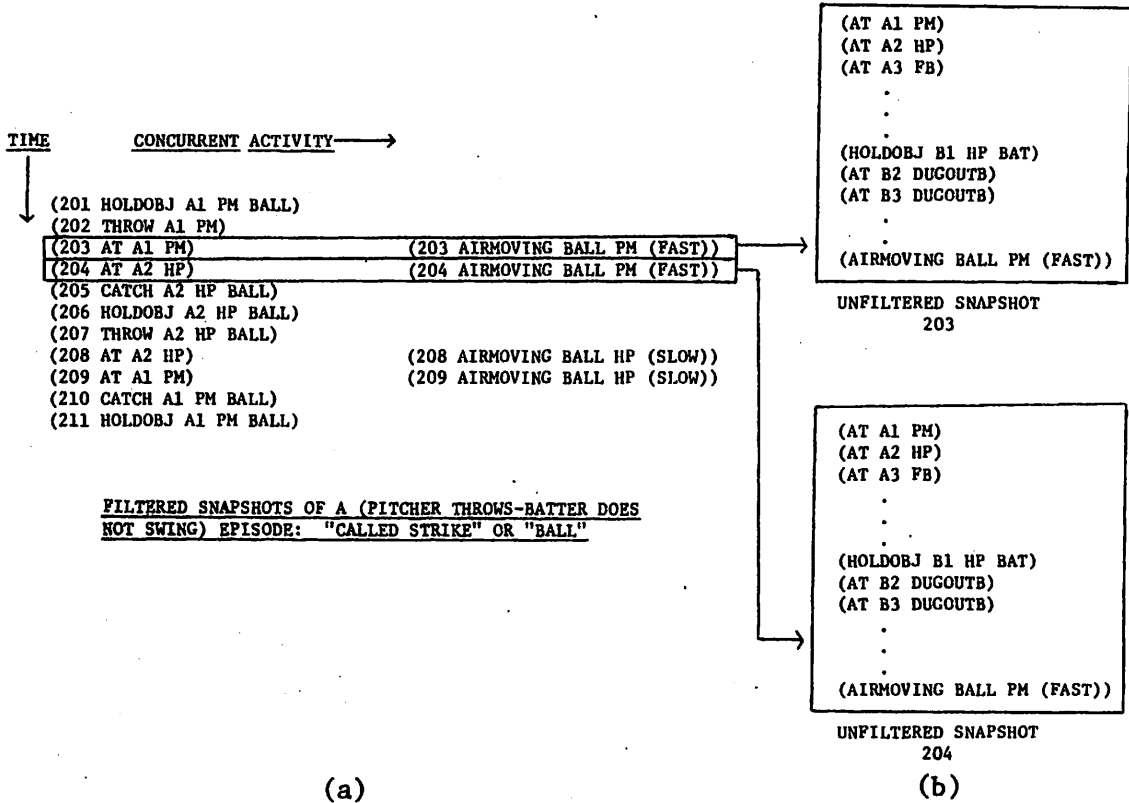 TIME CONCURRENT ACTIVITY
(201 HOLDOBJ A1 PM BALL)
(202 THROW A1 PM)
(203 AT A1 PM) (203 AIRMOVING BALL PM (FAST))
(204 AT A2 HP) (204 AIRMOVING BALL PM (FAST))
(205 CATCH A2 HP BALL)
(206 HOLDOBJ A2 HP BALL)
(207 THROW A2 HP BALL)
(208 AT A2 HP) (208 AIRMOVING BALL HP (SLOW))
(209 AT A1 PM) (209 AIRMOVING BALL HP (SLOW))
(210 CATCH A1 PM BALL)
(211 HOLDOBJ A1 PM BALL)
FILTERED SNAPSHOTS OF A (PITCHER THROWS-BATTER DOES
NOT SWING) EPISODE: "CALLED STRIKE" OR "BALL"
(a)
(AT A1 PM)
(AT A2 HP)
(AT A3 FB)
.
.
.
(HOLDOBJ B1 HP BAT)
(AT B2 DUGOUTB)
(AT B3 DUGOUTB)
.
.
(AIRMOVING BALL PM (FAST))
UNFILTERED SNAPSHOT
203
(AT A1 PM)
(AT A2 HP)
(AT A3 FB)
.
.
.
.
(HOLDOBJ B1 HP BAT)
(AT B2 DUGOUTB)
(AT B3 DUGOUTB)
.
.
.
(AIRMOVING BALL PM (FAST))
UNFILTERED SNAPSHOT
204
(b)